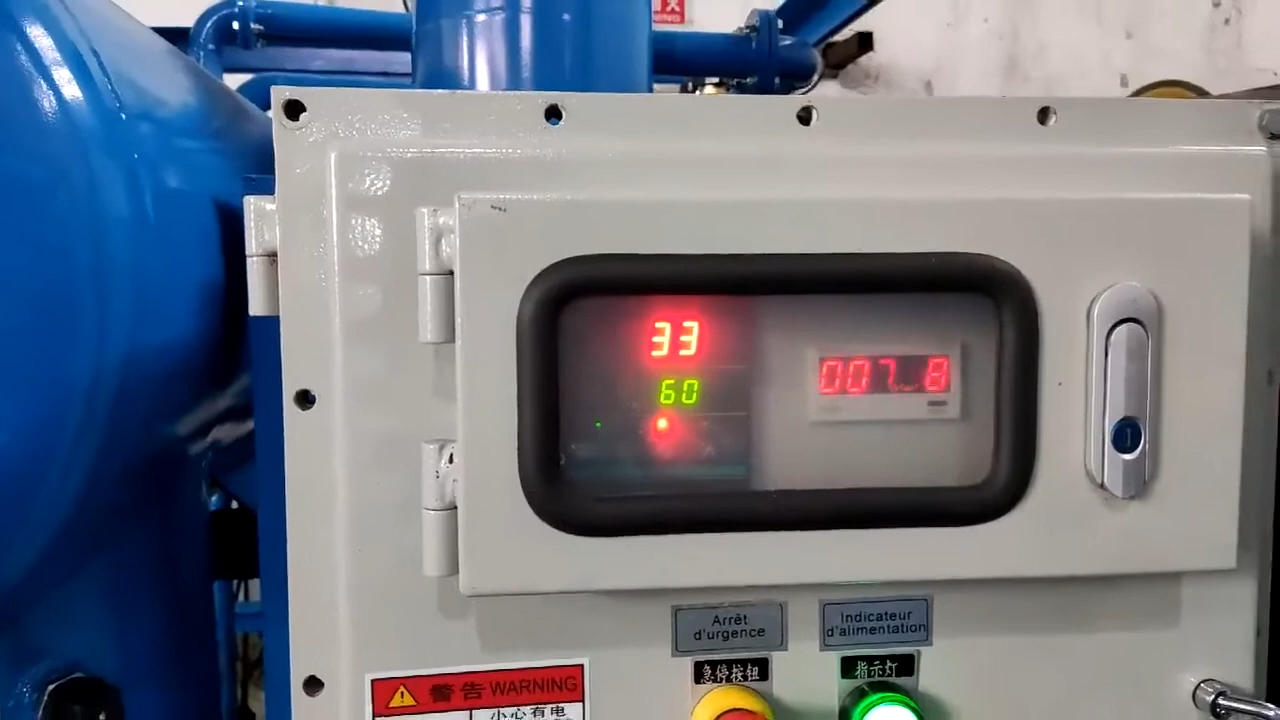 33
60
007.8
Arrêt
d'urgence
Indicateur
d'alimentation
急停按钮
指示灯
警告 WARNING
小心有电